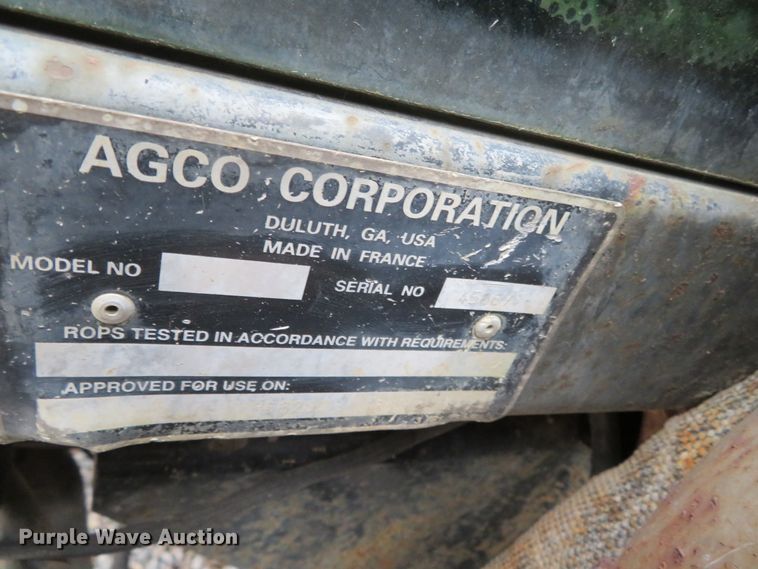 AGCO CORPORATION
DULUTH, GA, USA
MADE IN FRANCE
MODEL NO
SERIAL NO
ROPS TESTED IN ACCORDANCE WITH REQUIREMENTS:
APPROVED FOR USE ON:
Purple Wave Auction